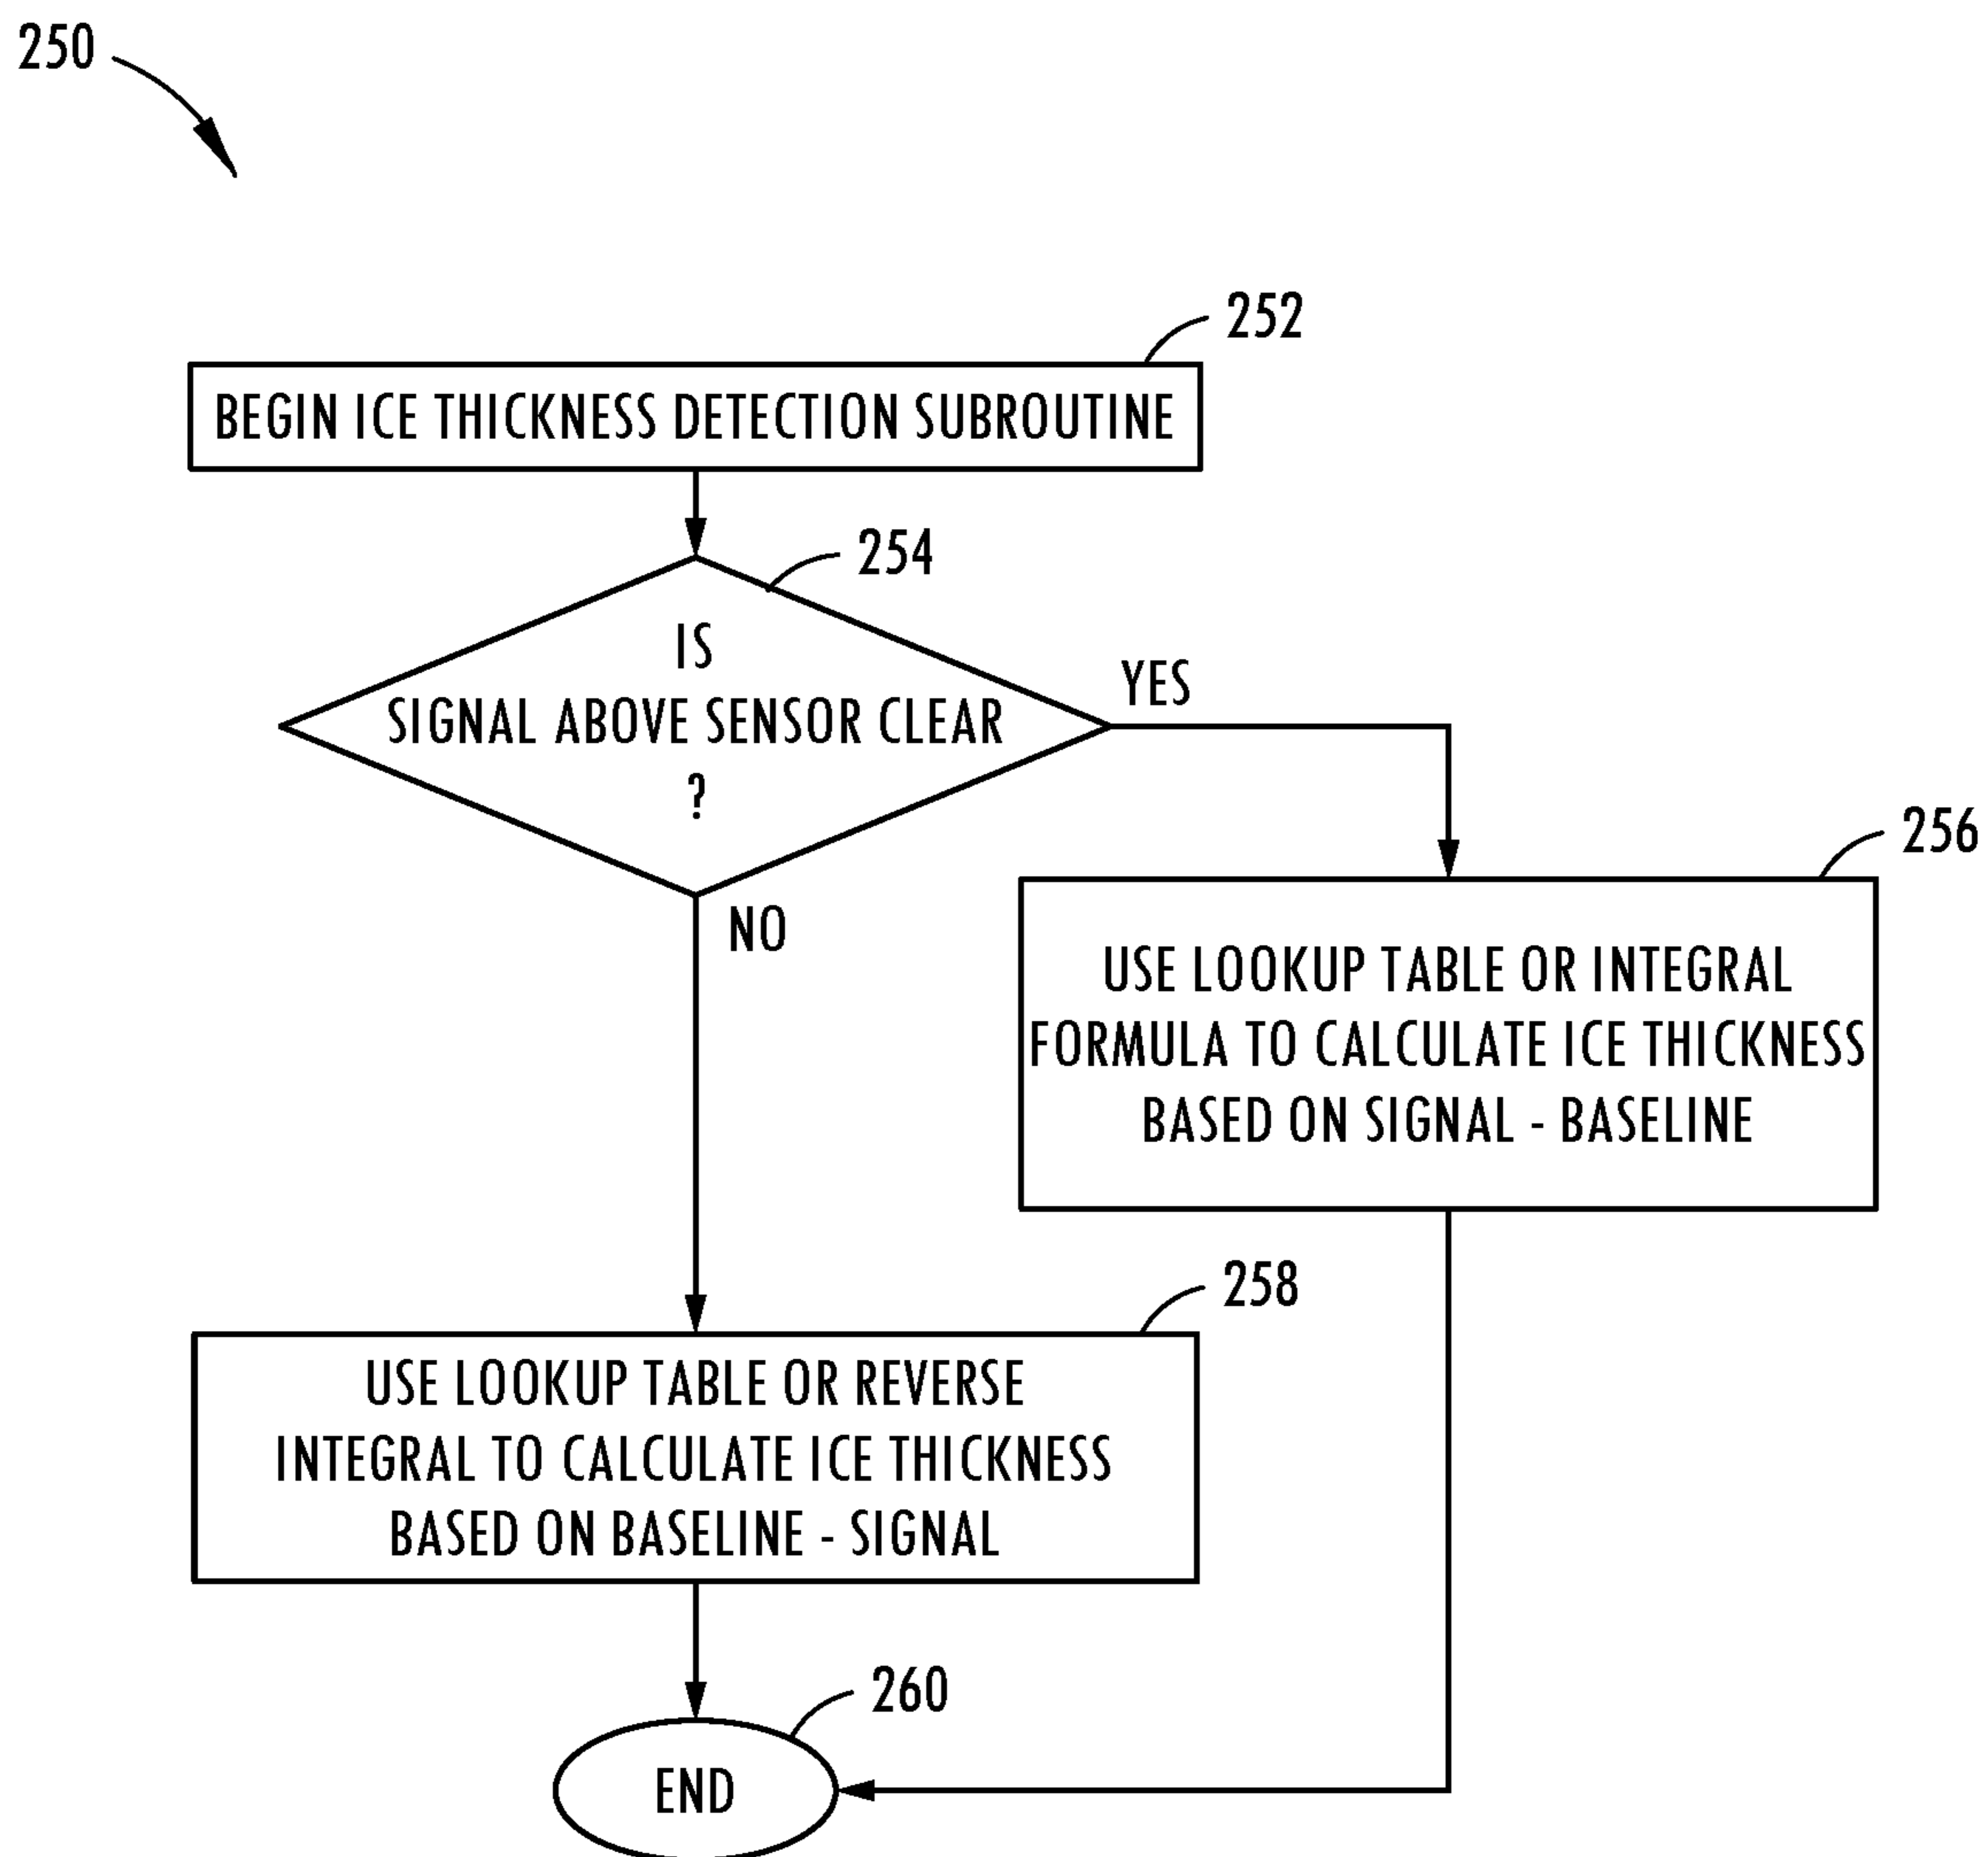 250
252
BEGIN ICE THICKNESS DETECTION SUBROUTINE
254
IS
SIGNAL ABOVE SENSOR CLEAR
?
YES
NO
256
USE LOOKUP TABLE OR INTEGRAL
FORMULA TO CALCULATE ICE THICKNESS
BASED ON SIGNAL - BASELINE
258
USE LOOKUP TABLE OR REVERSE
INTEGRAL TO CALCULATE ICE THICKNESS
BASED ON BASELINE - SIGNAL
260
END